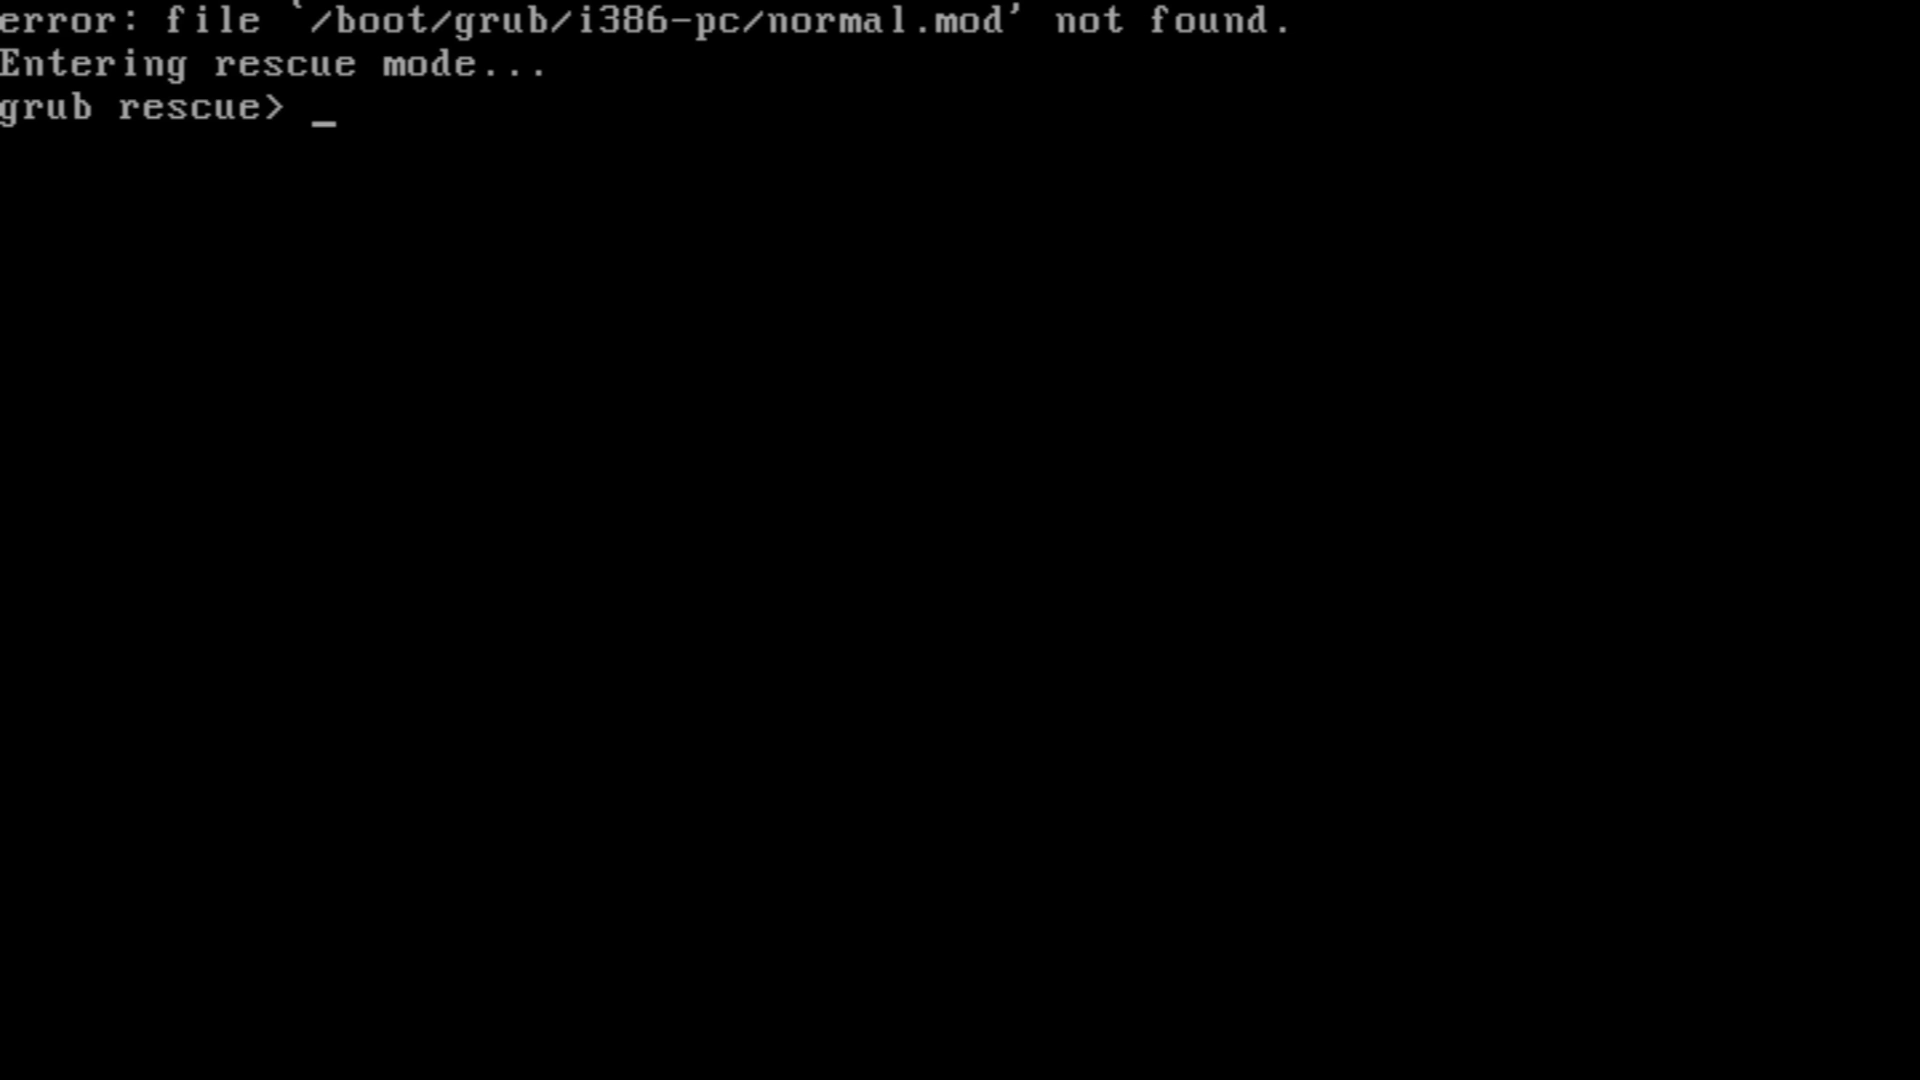 error: file `/boot/grub/i386-pc/normal.mod' not found.
Entering rescue mode...
grub rescue> _